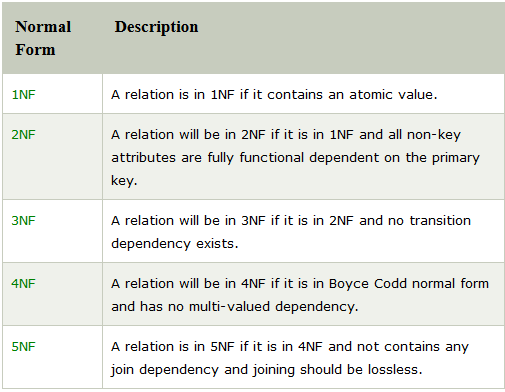 Normal Form Description
1NF A relation is in 1NF if it contains an atomic value.
2NF A relation will be in 2NF if it is in 1NF and all non-key
attributes are fully functional dependent on the primary
key.
3NF A relation will be in 3NF if it is in 2NF and no transition
dependency exists.
4NF A relation will be in 4NF if it is in Boyce Codd normal form
and has no multi-valued dependency.
5NF A relation is in 5NF if it is in 4NF and not contains any
join dependency and joining should be lossless.